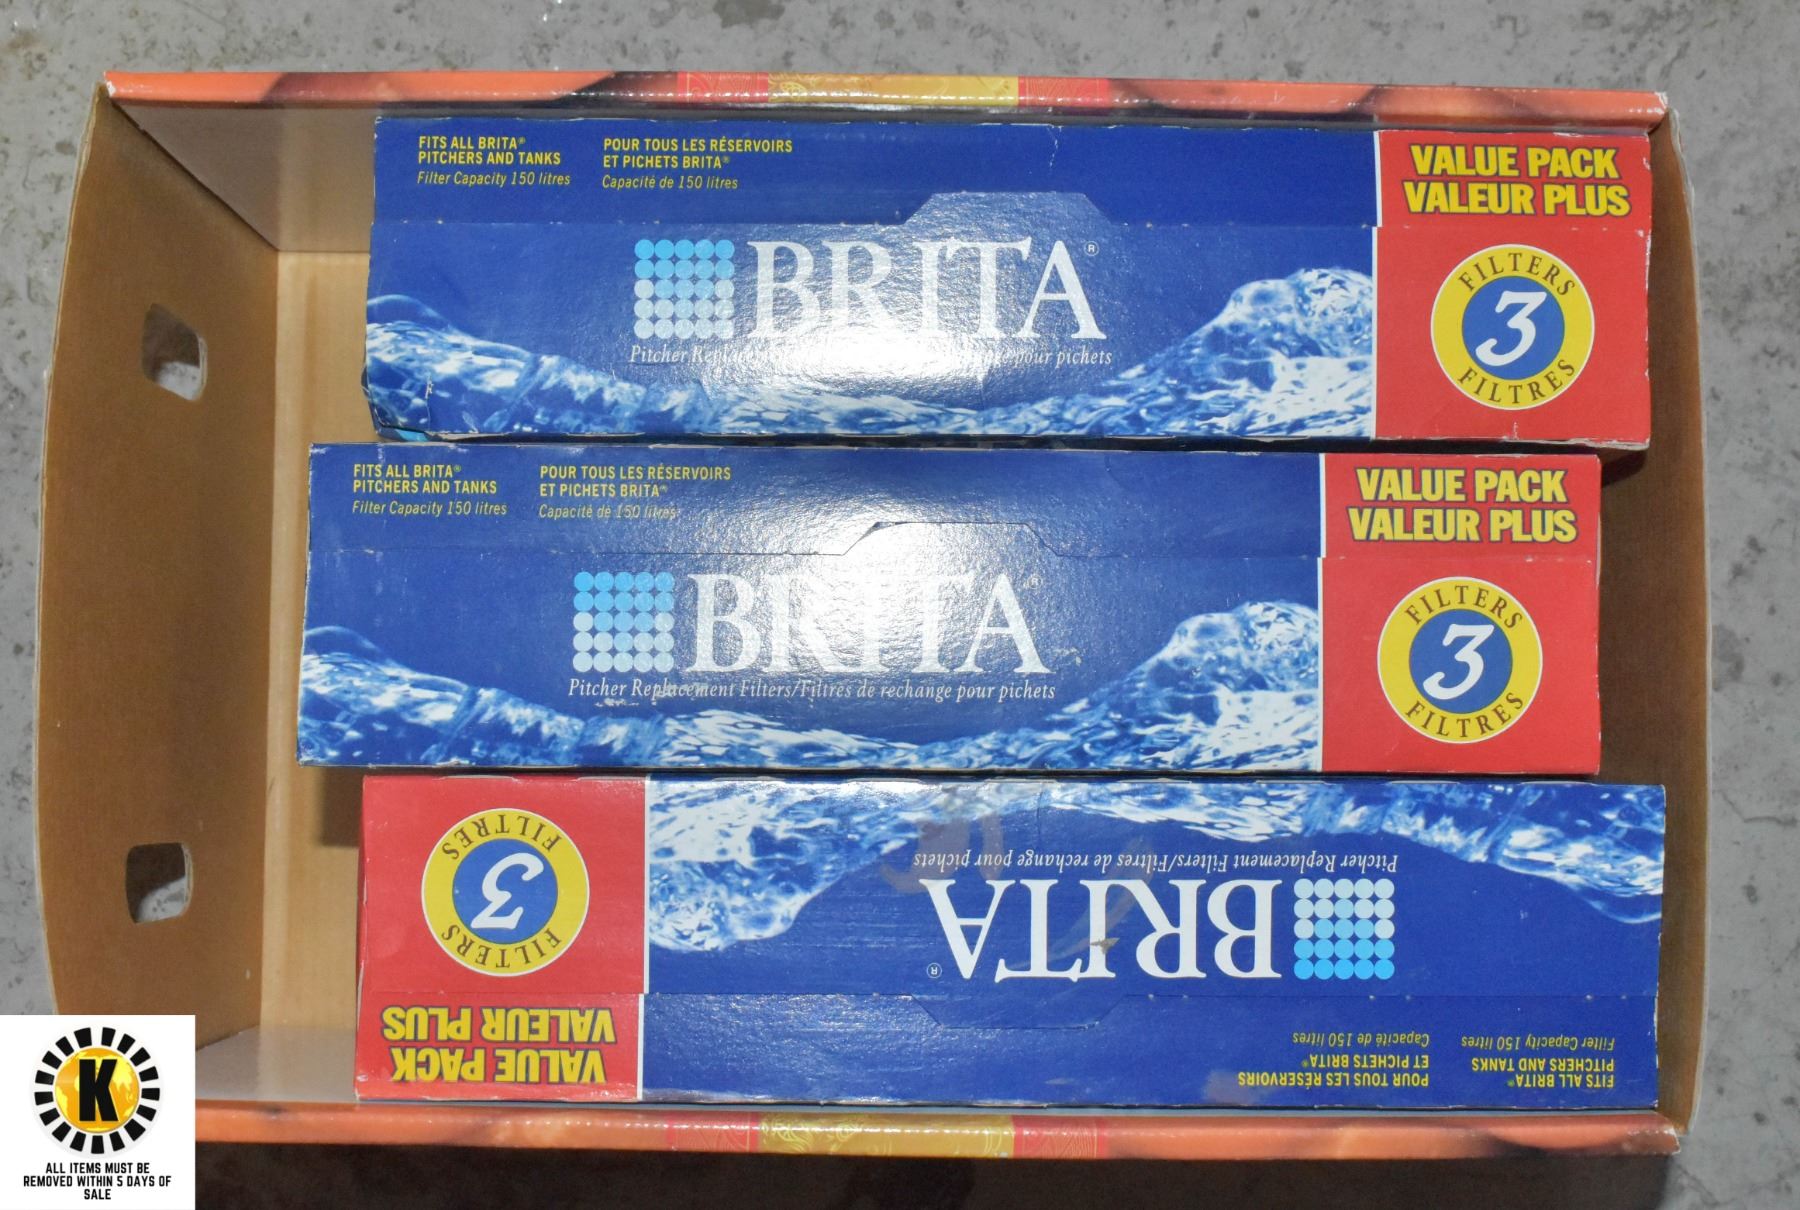 FITS ALL BRITA®
PITCHERS AND TANKS
Filter Capacity 150 litres
POUR TOUS LES RÉSERVOIRS
ET PICHETS BRITA®
Capacité de 150 litres
VALUE PACK
VALEUR PLUS
BRITA®
Pitcher pour pichets
FILTERS
3
FILTRES
FITS ALL BRITA®
PITCHERS AND TANKS
Filter Capacity 150 litres
POUR TOUS LES RÉSERVOIRS
ET PICHETS BRITA®
Capacité de 150 litres
VALUE PACK
VALEUR PLUS
BRITA®
Pitcher Replacement Filters/Filtres de rechange pour pichets
FILTERS
3
FILTRES
FITS ALL BRITA®
PITCHERS AND TANKS
Filter Capacity 150 litres
POUR TOUS LES RÉSERVOIRS
ET PICHETS BRITA®
Capacité de 150 litres
VALUE PACK
VALEUR PLUS
BRITA®
Pitcher Replacement Filters/Filtres de rechange pour pichets
FILTERS
3
FILTRES
K
ALL ITEMS MUST BE
REMOVED WITHIN 5 DAYS OF
SALE